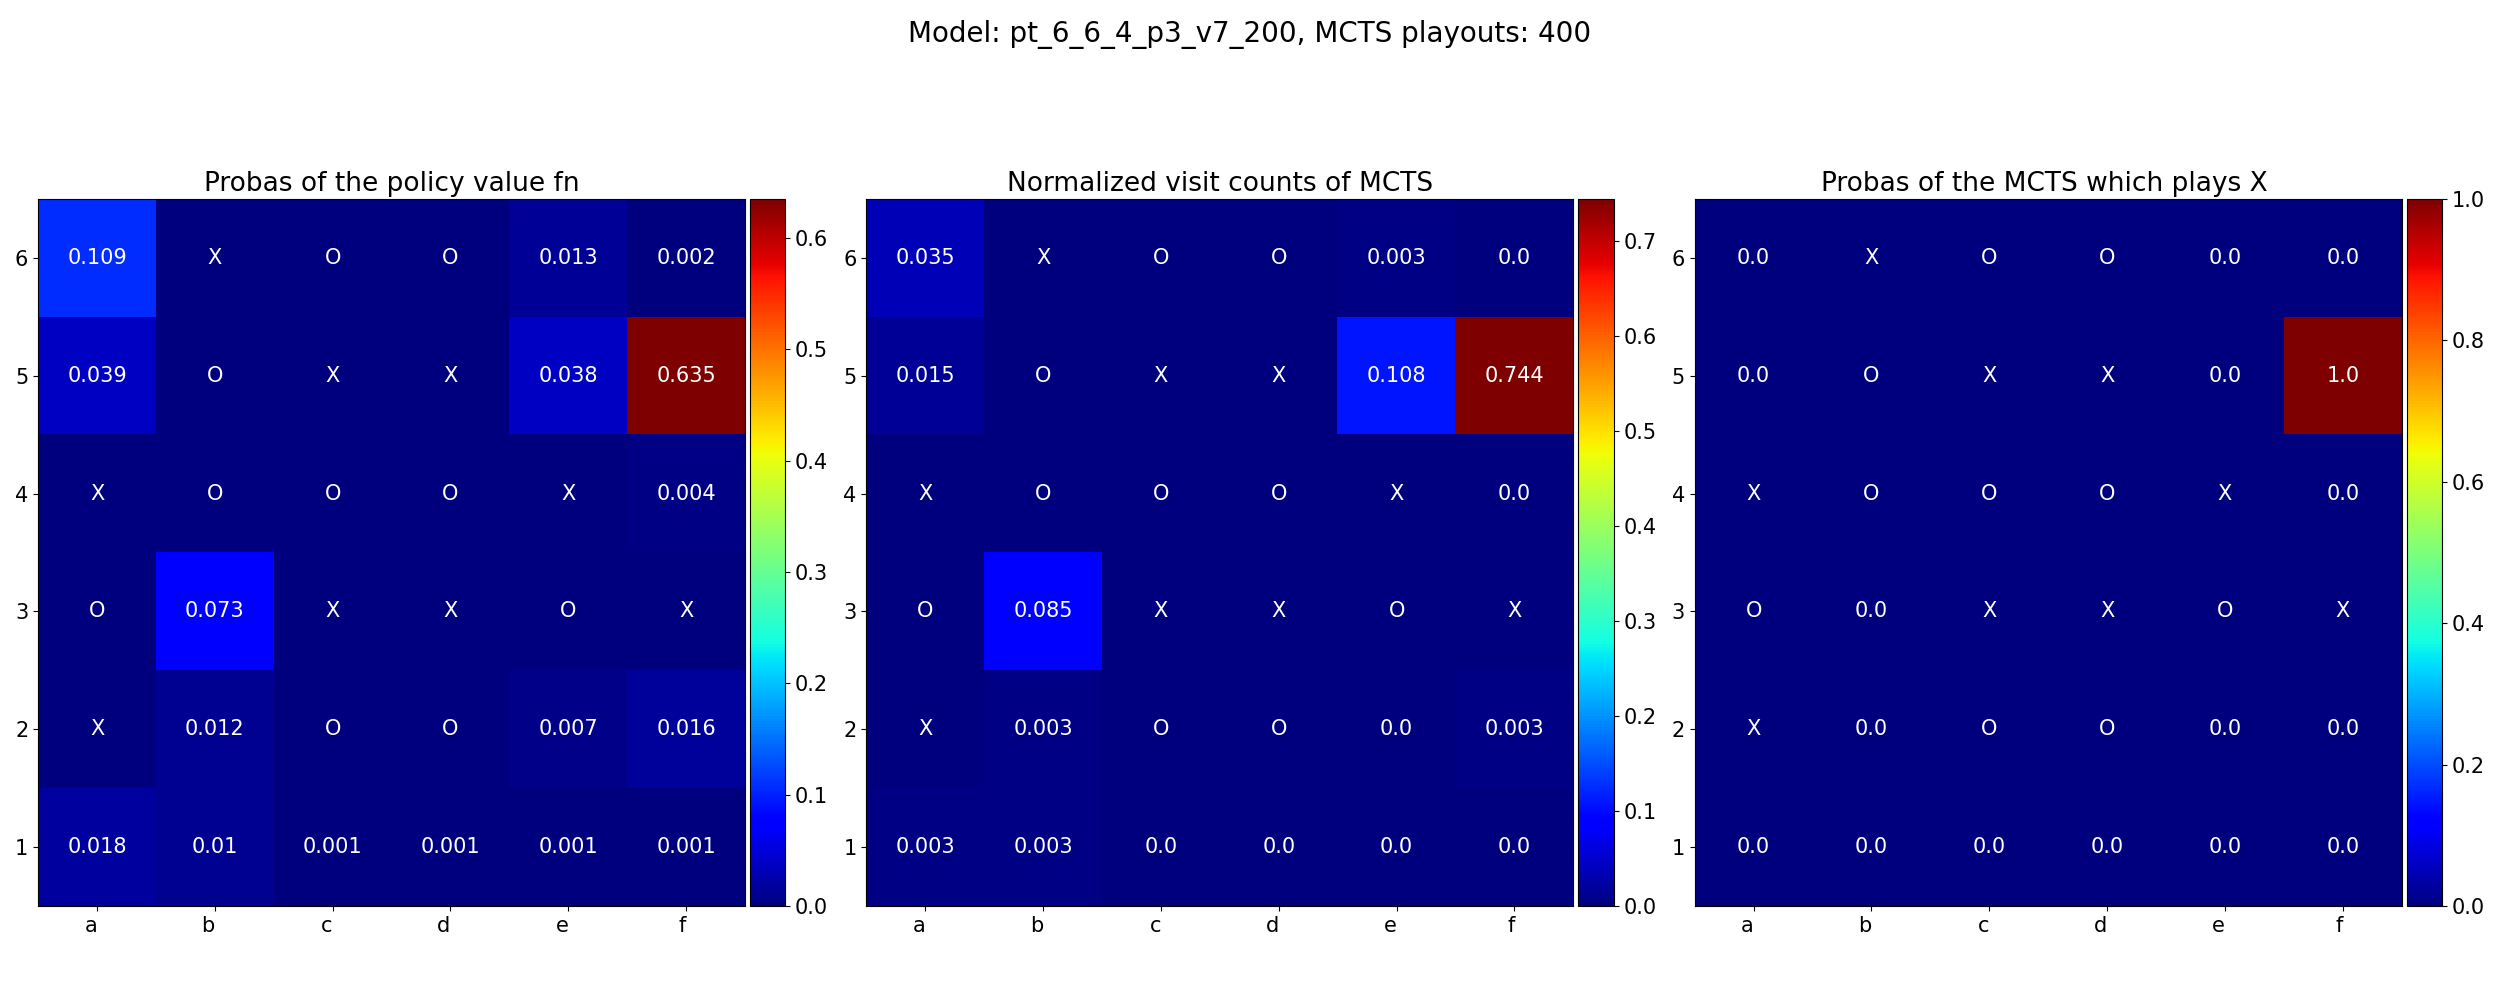 Model: pt_6_6_4_p3_v7_200, MCTS playouts: 400
Probas of the policy value fn
6 0.109 X O O 0.013 0.002
5 0.039 O X X 0.038 0.635
4 X O O O X 0.004
3 O 0.073 X X O X
2 X 0.012 O O 0.007 0.016
1 0.018 0.01 0.001 0.001 0.001 0.001
a b c d e f
0.6
0.5
0.4
0.3
0.2
0.1
0.0
Normalized visit counts of MCTS
6 0.035 X O O 0.003 0.0
5 0.015 O X X 0.108 0.744
4 X O O O X 0.0
3 O 0.085 X X O X
2 X 0.003 O O 0.0 0.003
1 0.003 0.003 0.0 0.0 0.0 0.0
a b c d e f
0.7
0.6
0.5
0.4
0.3
0.2
0.1
0.0
Probas of the MCTS which plays X
6 0.0 X O O 0.0 0.0
5 0.0 O X X 0.0 1.0
4 X O O O X 0.0
3 O 0.0 X X O X
2 X 0.0 O O 0.0 0.0
1 0.0 0.0 0.0 0.0 0.0 0.0
a b c d e f
1.0
0.8
0.6
0.4
0.2
0.0